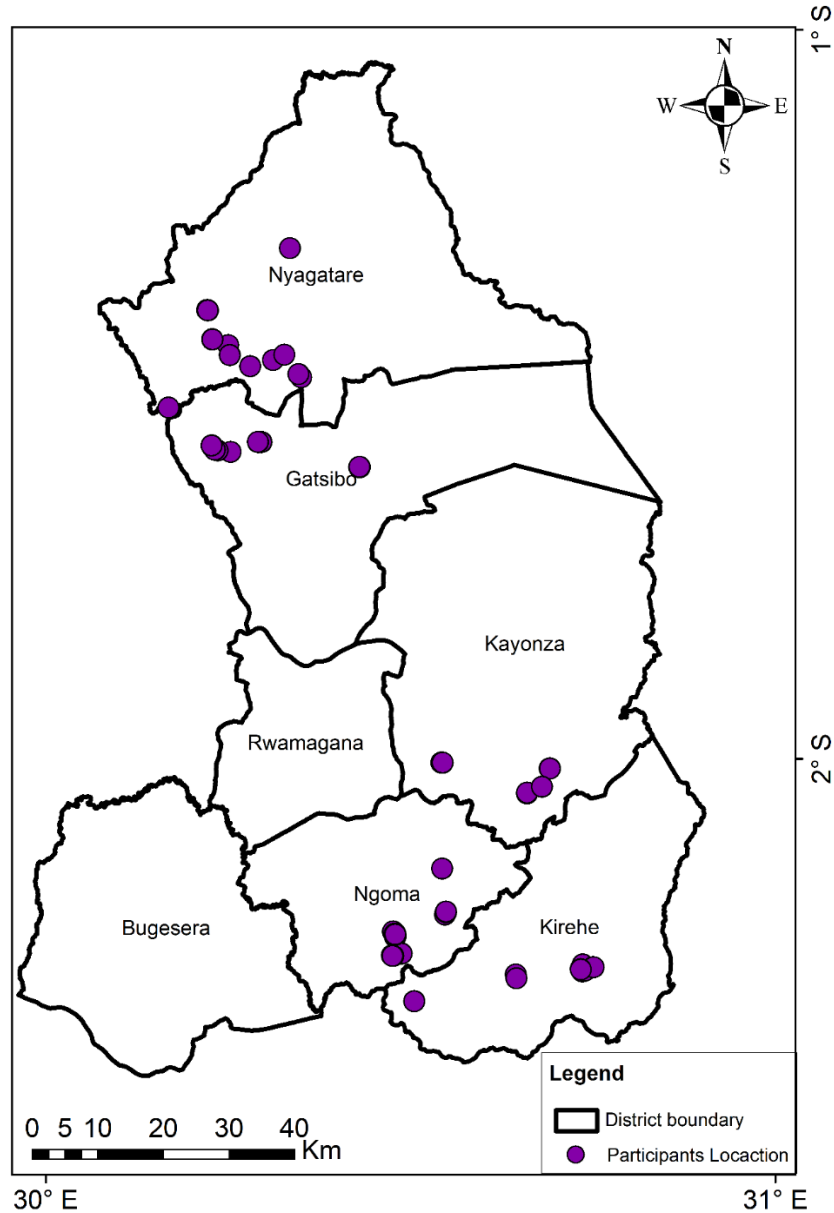 1° S
N
W E
S
Nyagatare
Gatsibo
Kayonza
Rwamagana
2° S
Ngoma
Bugesera
Kirehe
Legend
District boundary
Participants Locaction
0 5 10 20 30 40
Km
30° E
31° E